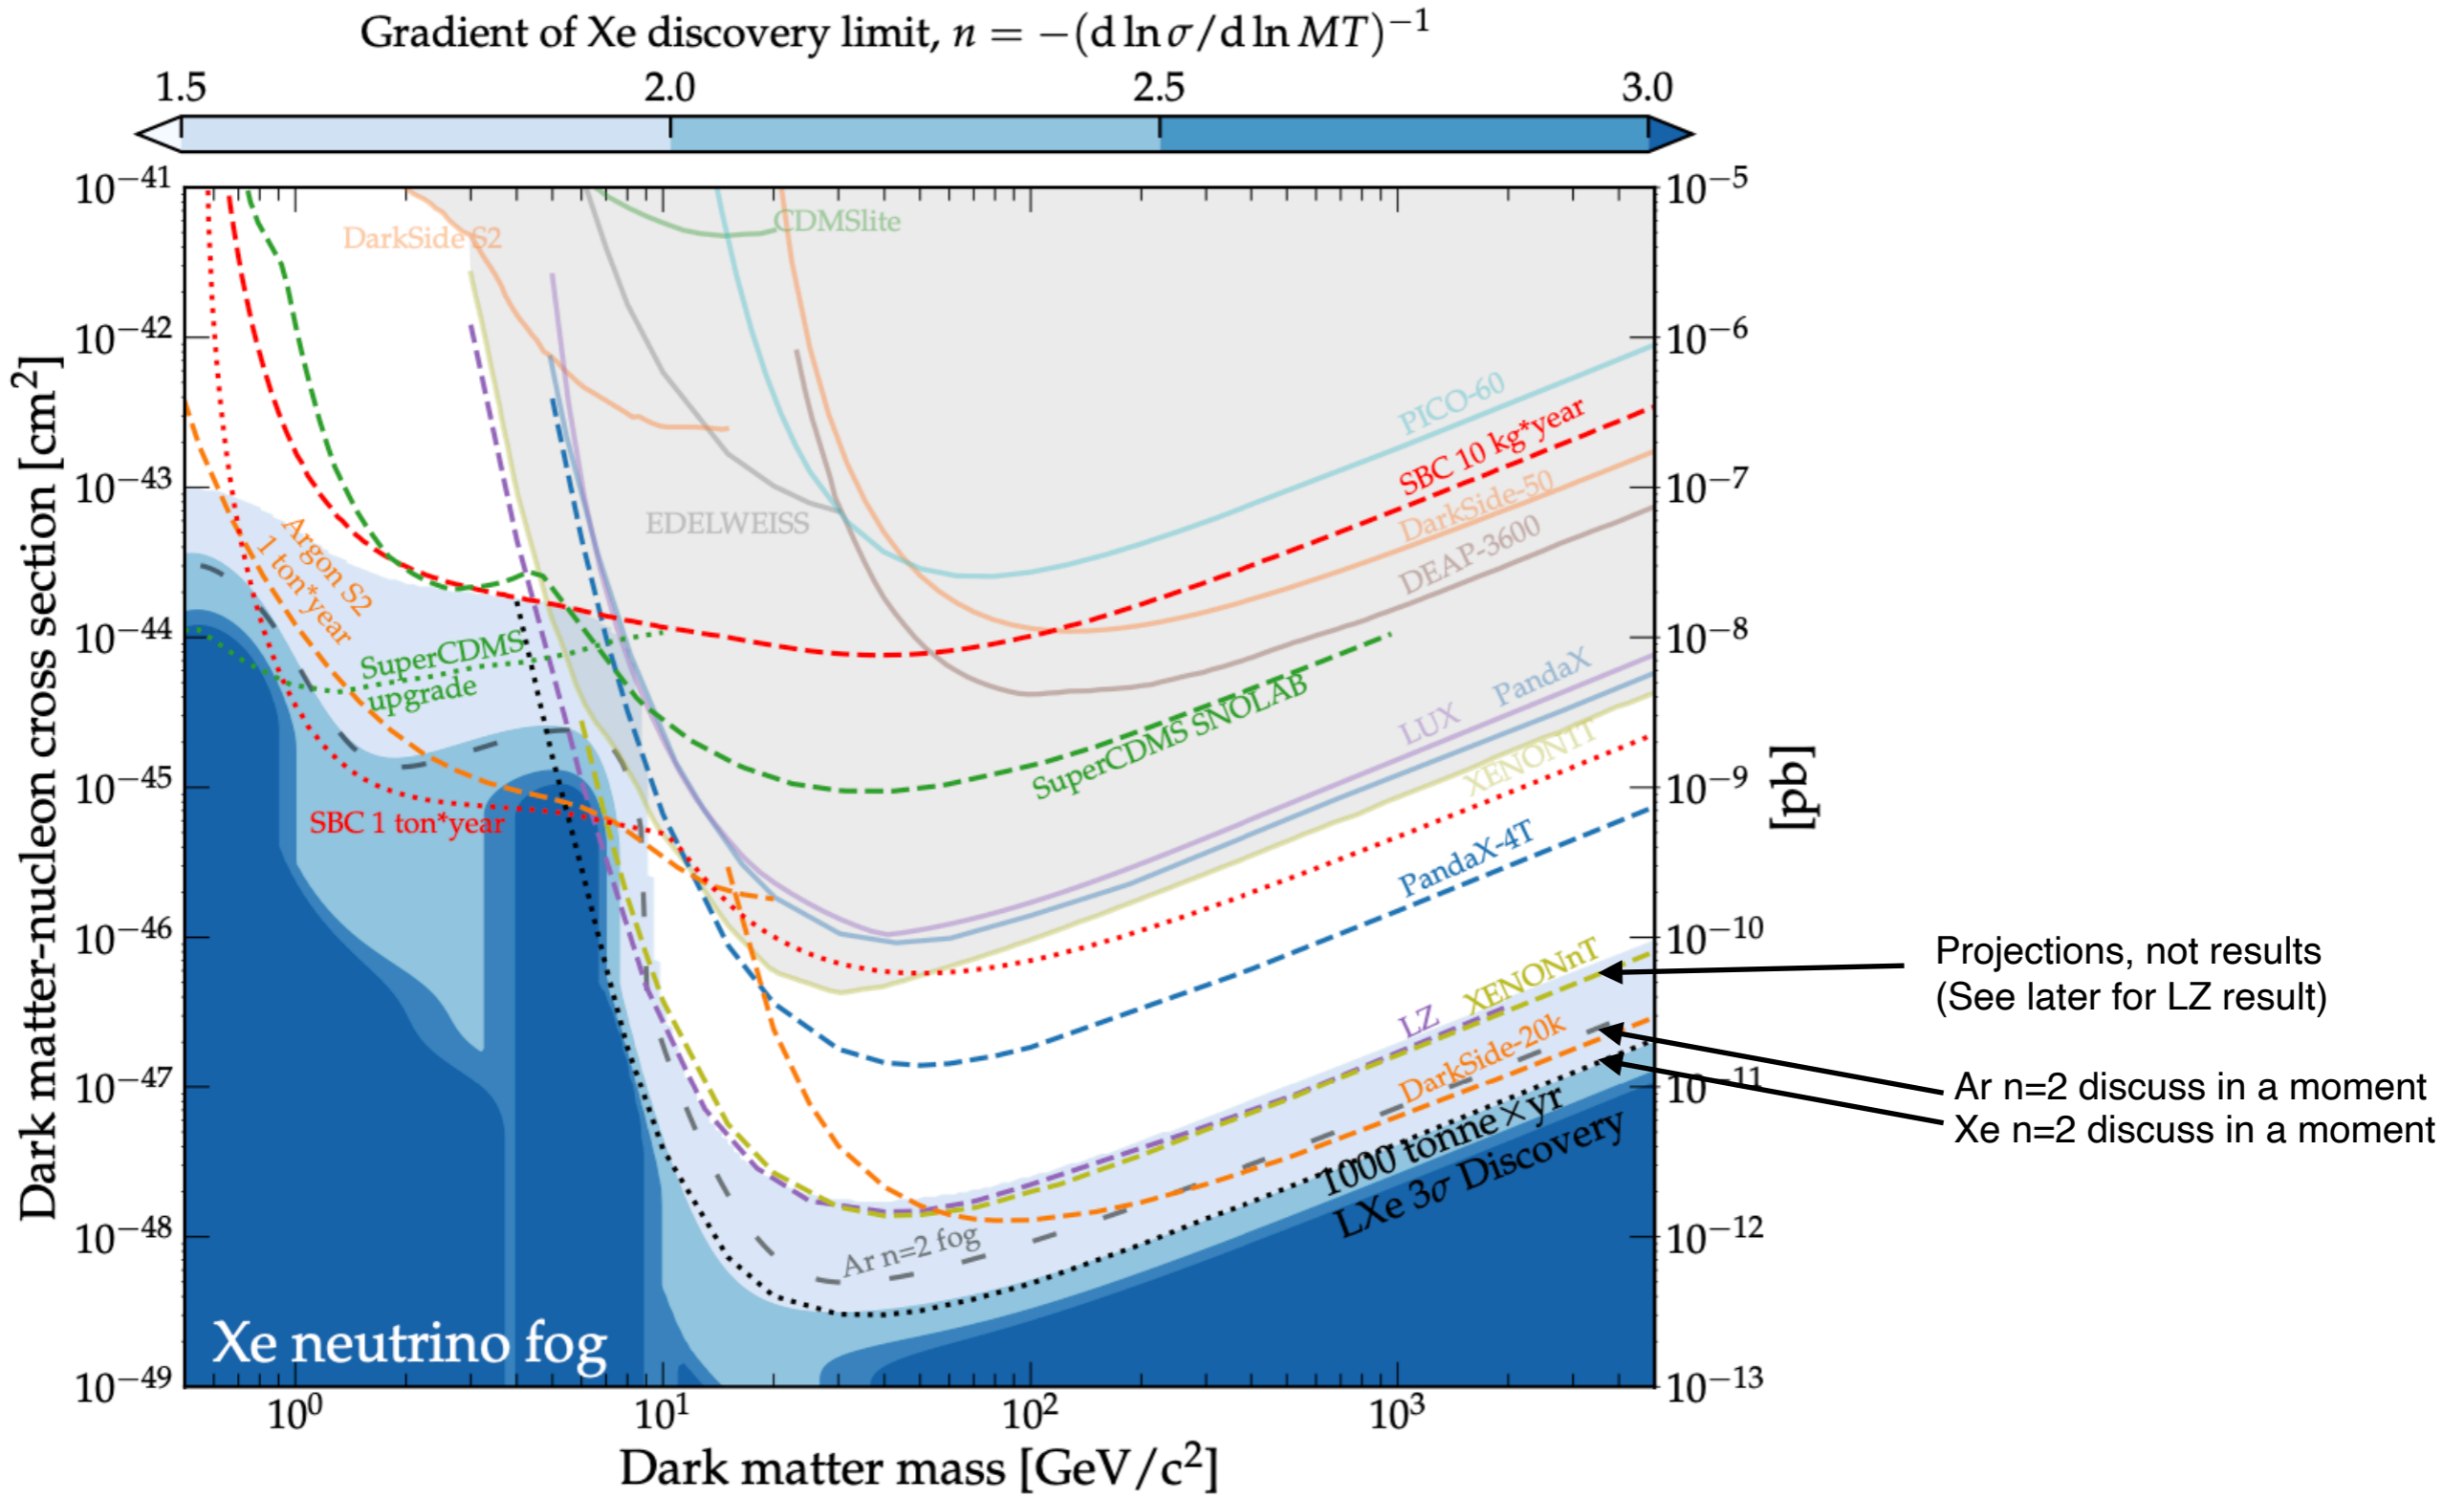 Gradient of Xe discovery limit, n = −(d ln σ/d ln MT)⁻¹
1.5 2.0 2.5 3.0
10⁻⁴¹
10⁻⁴²
10⁻⁴³
10⁻⁴⁴
10⁻⁴⁵
10⁻⁴⁶
10⁻⁴⁷
10⁻⁴⁸
10⁻⁴⁹
Dark matter-nucleon cross section [cm²]
DarkSide S2
CDMSlite
PICO-60
SBC 10 kg*year
DarkSide-50
EDELWEISS
DEAP-3600
Argon S2
1 ton*year
SuperCDMS
upgrade
SuperCDMS SNOLAB
LUX
PandaX
XENON1T
SBC 1 ton*year
PandaX-4T
LZ
XENONnT
DarkSide-20k
1000 tonne×yr
LXe 3σ Discovery
Ar n=2 fog
Xe neutrino fog
10⁻⁵
10⁻⁶
10⁻⁷
10⁻⁸
10⁻⁹
10⁻¹⁰
10⁻¹¹
10⁻¹²
10⁻¹³
[pb]
Projections, not results
(See later for LZ result)
Ar n=2 discuss in a moment
Xe n=2 discuss in a moment
10⁰ 10¹ 10² 10³
Dark matter mass [GeV/c²]